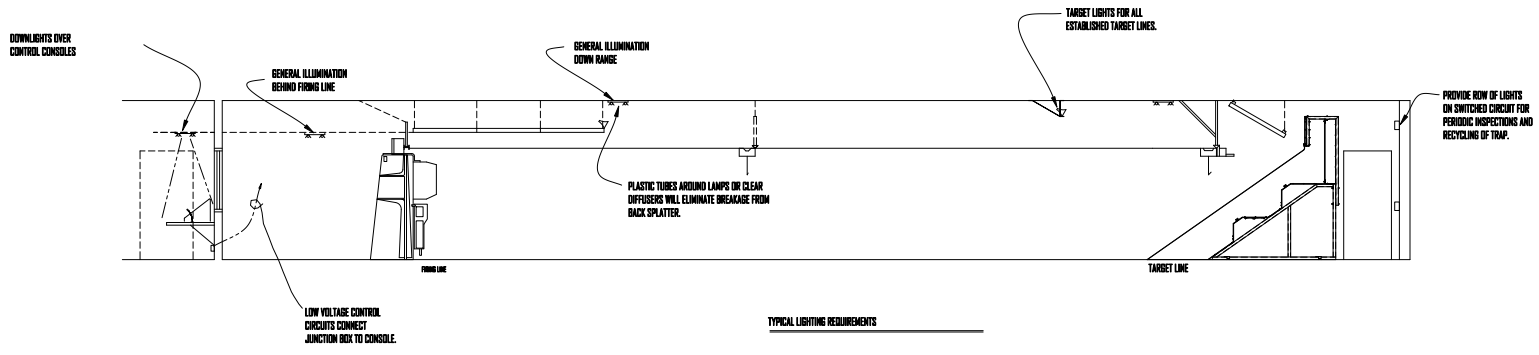 DOWNLIGHTS OVER
CONTROL CONSOLES
GENERAL ILLUMINATION
BEHIND FIRING LINE
GENERAL ILLUMINATION
DOWN RANGE
TARGET LIGHTS FOR ALL
ESTABLISHED TARGET LINES.
PROVIDE ROW OF LIGHTS
ON SWITCHED CIRCUIT FOR
PERIODIC INSPECTIONS AND
RECYCLING OF TRAP.
PLASTIC TUBES AROUND LAMPS OR CLEAR
DIFFUSERS WILL ELIMINATE BREAKAGE FROM
BACK SPLATTER.
FIRING LINE
TARGET LINE
LOW VOLTAGE CONTROL
CIRCUITS CONNECT
JUNCTION BOX TO CONSOLE.
TYPICAL LIGHTING REQUIREMENTS